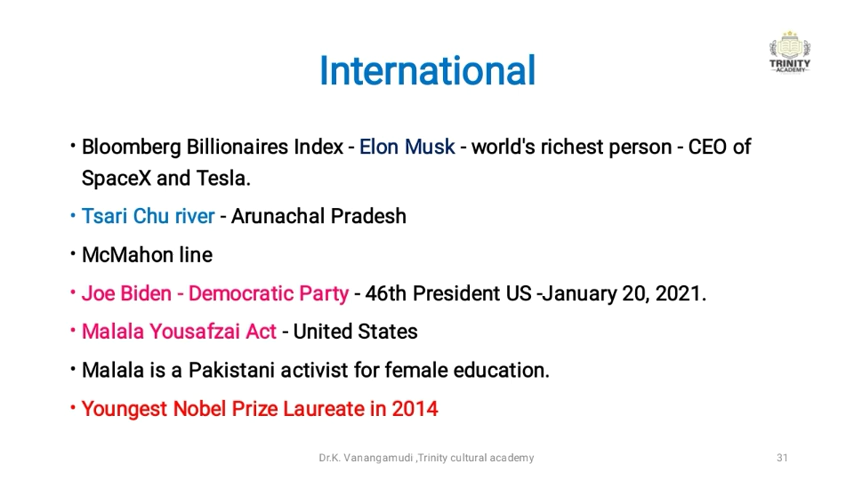 TRINITY
ACADEMY
International
• Bloomberg Billionaires Index - Elon Musk - world's richest person - CEO of
SpaceX and Tesla.
• Tsari Chu river - Arunachal Pradesh
• McMahon line
• Joe Biden - Democratic Party - 46th President US -January 20, 2021.
• Malala Yousafzai Act - United States
• Malala is a Pakistani activist for female education.
• Youngest Nobel Prize Laureate in 2014
Dr.K. Vanangamudi ,Trinity cultural academy
31